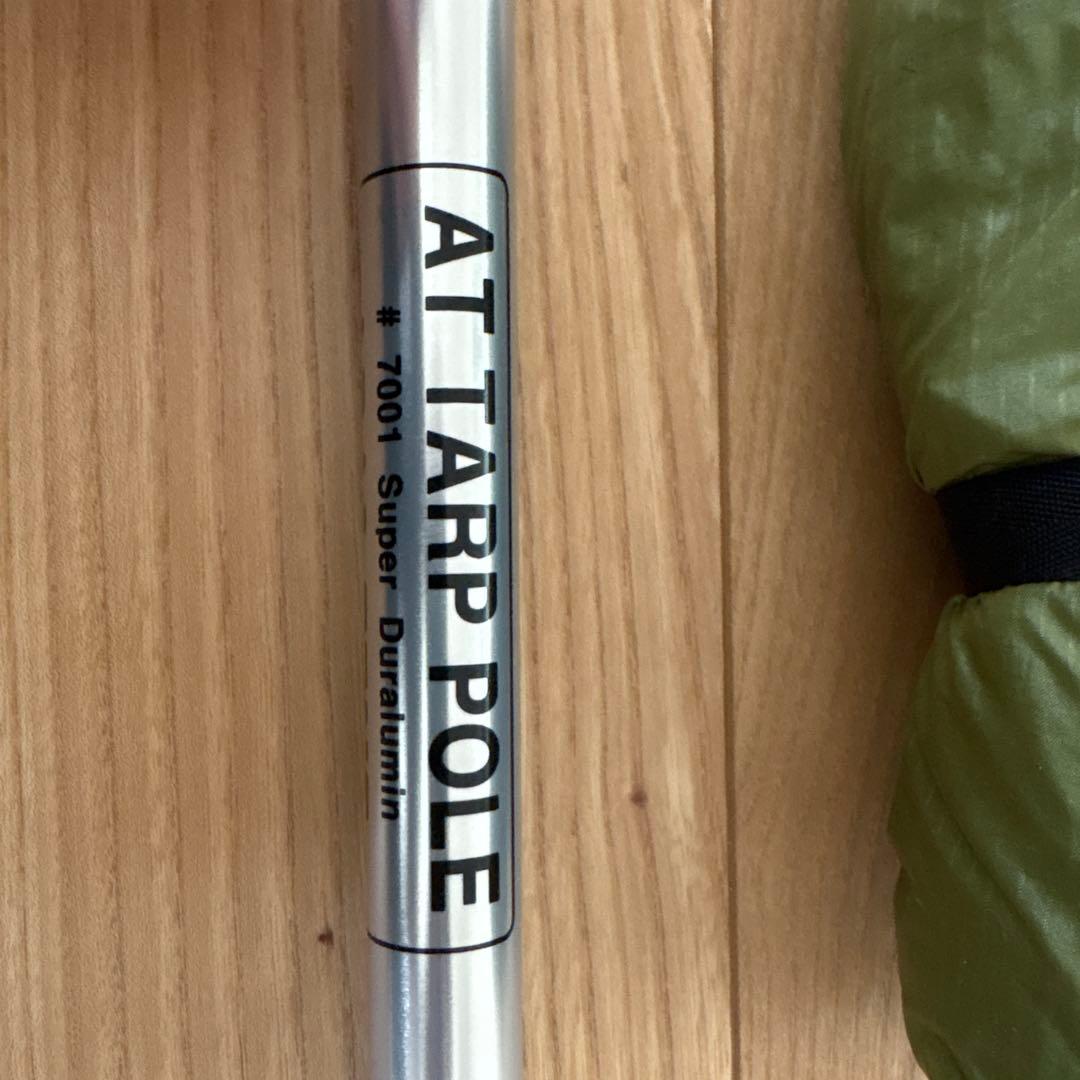 AT TARP POLE
# 7001 Super Duralumin